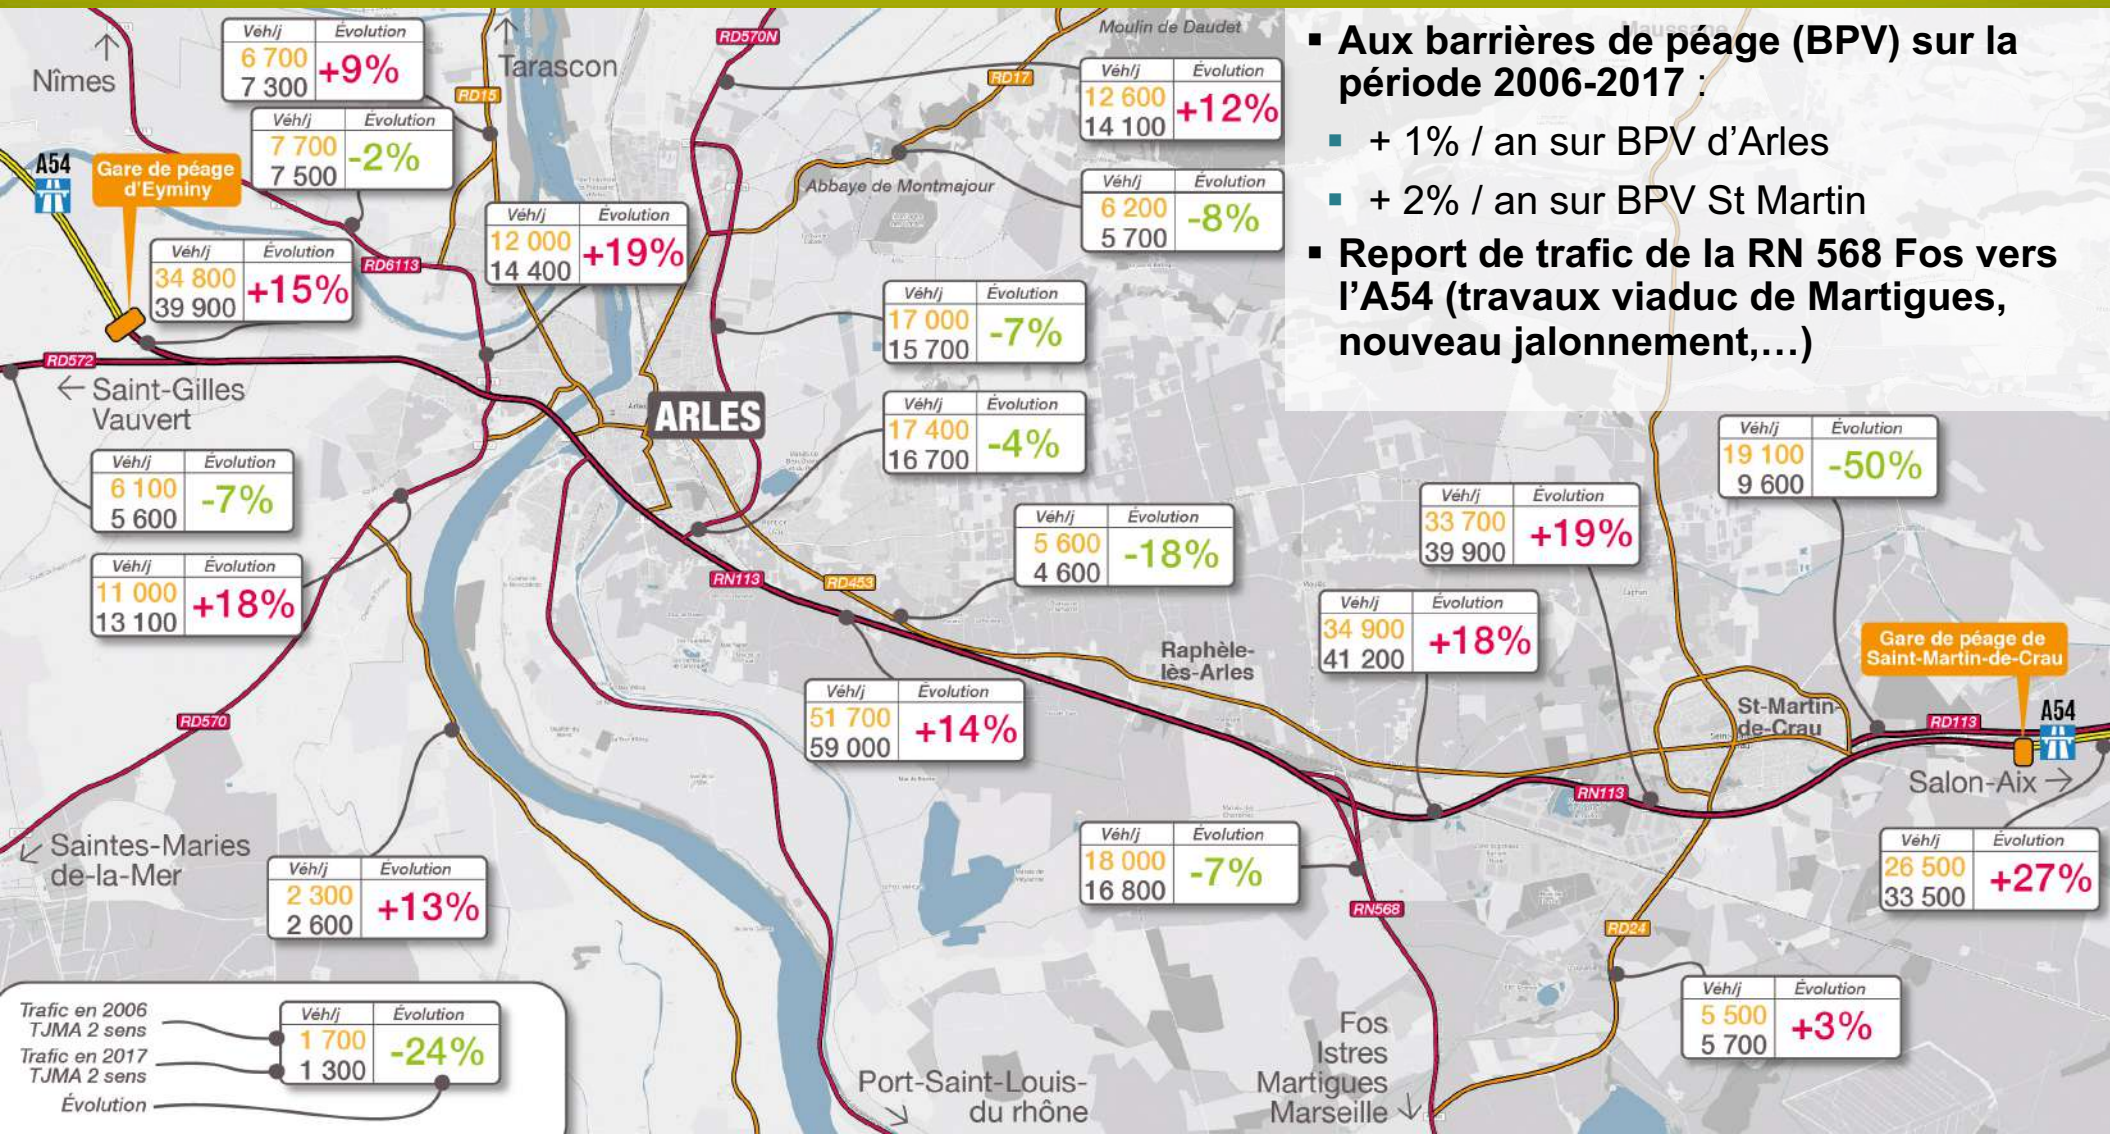 Nîmes
Véh/j Évolution
6 700
7 300
+9%
Tarascon
RD570N
Moulin de Daudet
RD15
RD17
Véh/j Évolution
12 600
14 100
+12%
Maussane
▪ Aux barrières de péage (BPV) sur la
période 2006-2017 :
▪ + 1% / an sur BPV d’Arles
▪ + 2% / an sur BPV St Martin
▪ Report de trafic de la RN 568 Fos vers
l’A54 (travaux viaduc de Martigues,
nouveau jalonnement,…)
Véh/j Évolution
7 700
7 500
-2%
A54
Gare de péage
d'Eyminy
Abbaye de Montmajour
Véh/j Évolution
6 200
5 700
-8%
Véh/j Évolution
12 000
14 400
+19%
Véh/j Évolution
34 800
39 900
+15%
RD6113
Véh/j Évolution
17 000
15 700
-7%
RD572
← Saint-Gilles
Vauvert
ARLES
Véh/j Évolution
17 400
16 700
-4%
Véh/j Évolution
19 100
9 600
-50%
Véh/j Évolution
6 100
5 600
-7%
Véh/j Évolution
33 700
39 900
+19%
Véh/j Évolution
5 600
4 600
-18%
Véh/j Évolution
11 000
13 100
+18%
RN113
RD453
Véh/j Évolution
34 900
41 200
+18%
Raphèle-
lès-Arles
Gare de péage de
Saint-Martin-de-Crau
Véh/j Évolution
51 700
59 000
+14%
RD570
St-Martin-
de-Crau
RD113
A54
Salon-Aix →
RN113
Saintes-Maries
de-la-Mer
Véh/j Évolution
18 000
16 800
-7%
Véh/j Évolution
26 500
33 500
+27%
Véh/j Évolution
2 300
2 600
+13%
RN568
RD24
Véh/j Évolution
5 500
5 700
+3%
Trafic en 2006
TJMA 2 sens
Trafic en 2017
TJMA 2 sens
Évolution
Véh/j Évolution
1 700
1 300
-24%
Port-Saint-Louis-
du rhône
Fos
Istres
Martigues
Marseille